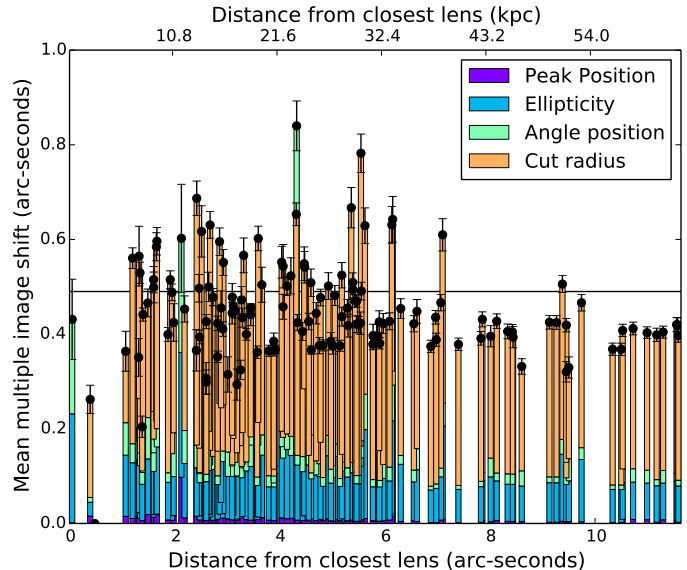 Distance from closest lens (kpc)
10.8 21.6 32.4 43.2 54.0
Mean multiple image shift (arc-seconds)
1.0
0.8
0.6
0.4
0.2
0.0
Peak Position
Ellipticity
Angle position
Cut radius
0 2 4 6 8 10
Distance from closest lens (arc-seconds)